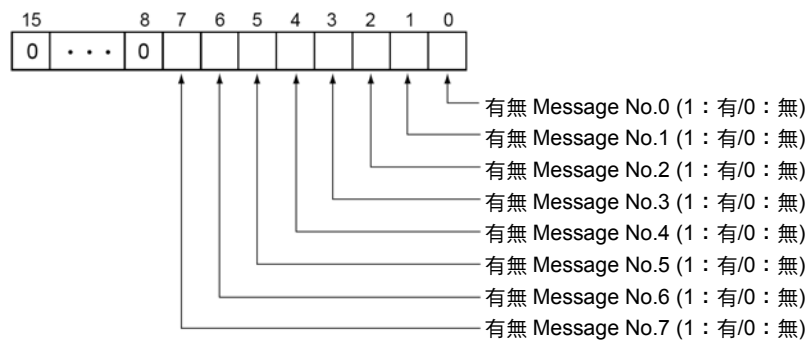 15 8 7 6 5 4 3 2 1 0
0 ··· 0
有無 Message No.0 (1：有/0：無)
有無 Message No.1 (1：有/0：無)
有無 Message No.2 (1：有/0：無)
有無 Message No.3 (1：有/0：無)
有無 Message No.4 (1：有/0：無)
有無 Message No.5 (1：有/0：無)
有無 Message No.6 (1：有/0：無)
有無 Message No.7 (1：有/0：無)